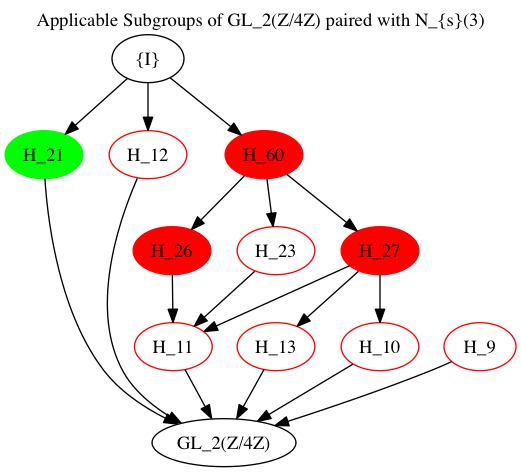 Applicable Subgroups of GL_2(Z/4Z) paired with N_{s}(3)
{I}
H_21
H_12
H_60
H_26
H_23
H_27
H_11
H_13
H_10
H_9
GL_2(Z/4Z)